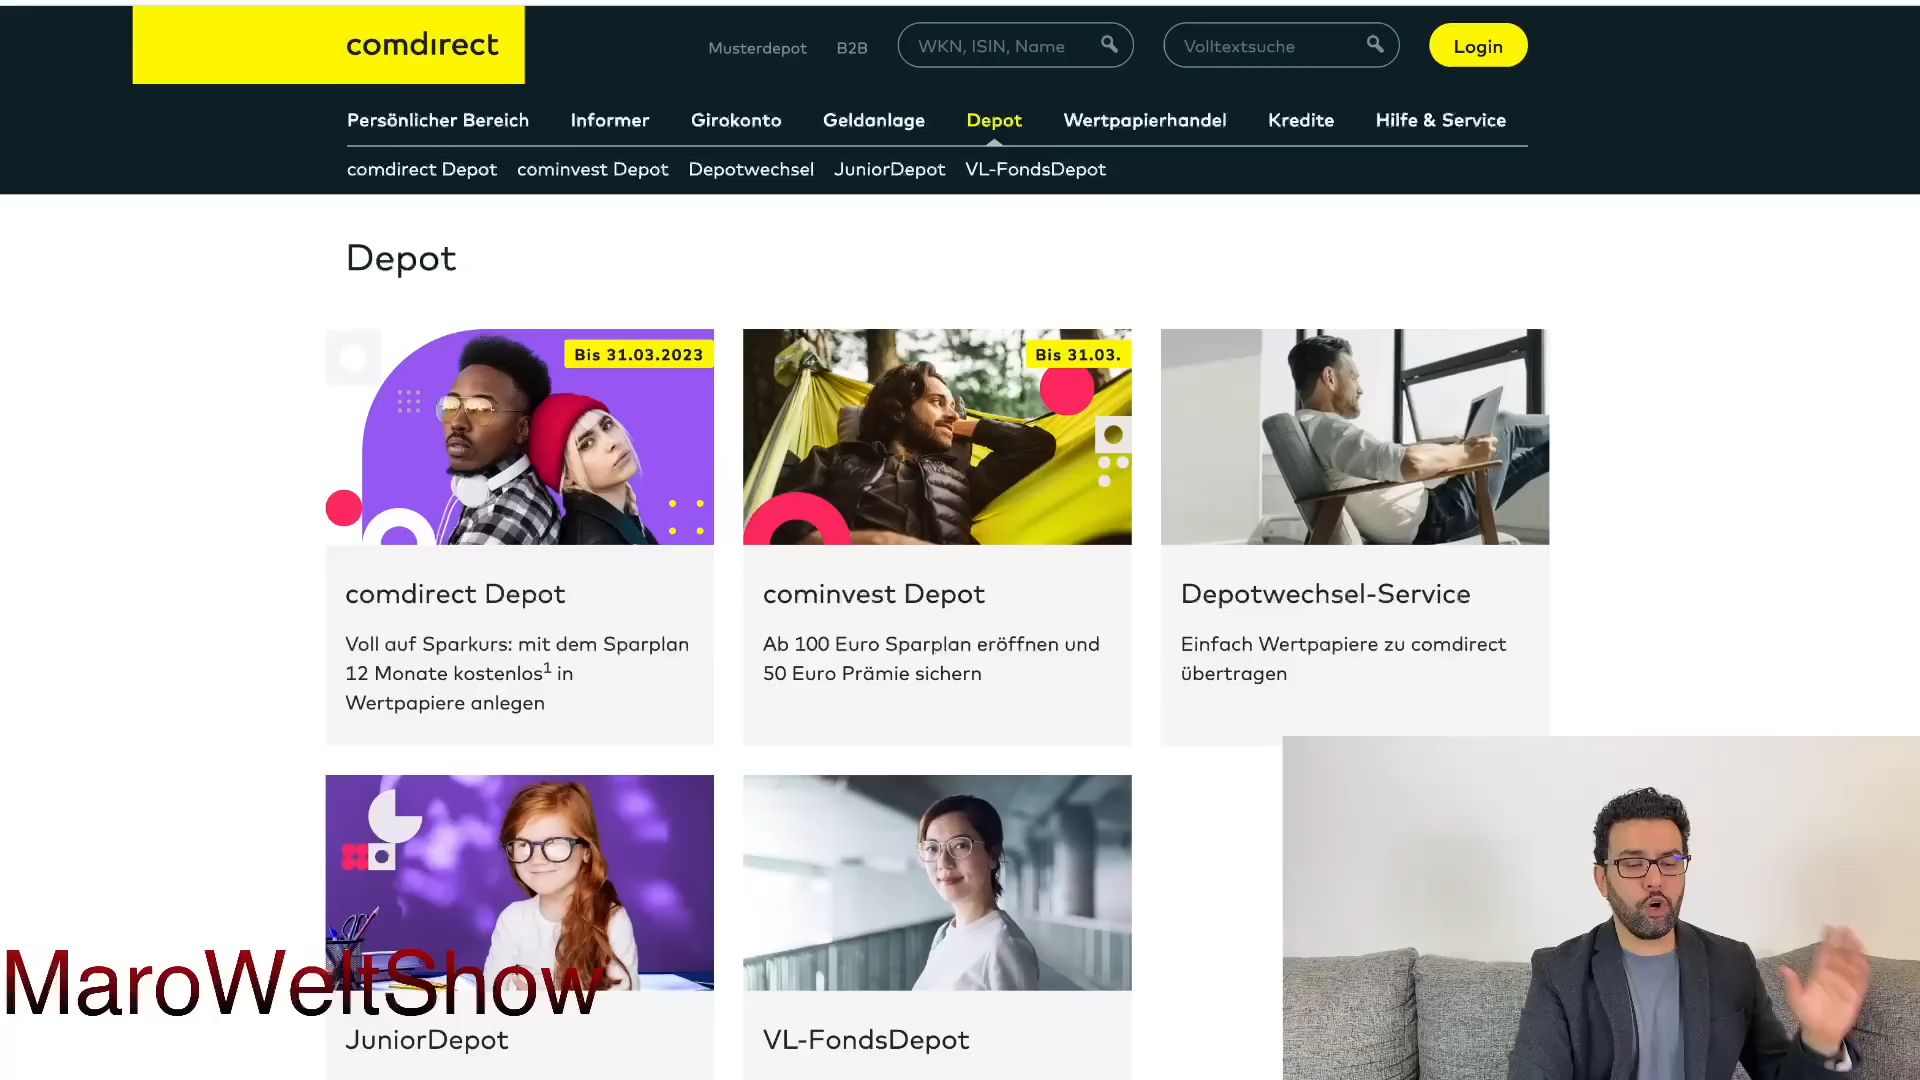 comdirect
Musterdepot
B2B
WKN, ISIN, Name
Volltextsuche
Login
Persönlicher Bereich
Informer
Girokonto
Geldanlage
Depot
Wertpapierhandel
Kredite
Hilfe & Service
comdirect Depot
cominvest Depot
Depotwechsel
JuniorDepot
VL-FondsDepot
Depot
Bis 31.03.2023
Bis 31.03.
comdirect Depot
Voll auf Sparkurs: mit dem Sparplan
12 Monate kostenlos¹ in
Wertpapiere anlegen
cominvest Depot
Ab 100 Euro Sparplan eröffnen und
50 Euro Prämie sichern
Depotwechsel-Service
Einfach Wertpapiere zu comdirect
übertragen
MaroWeltShow
JuniorDepot
VL-FondsDepot